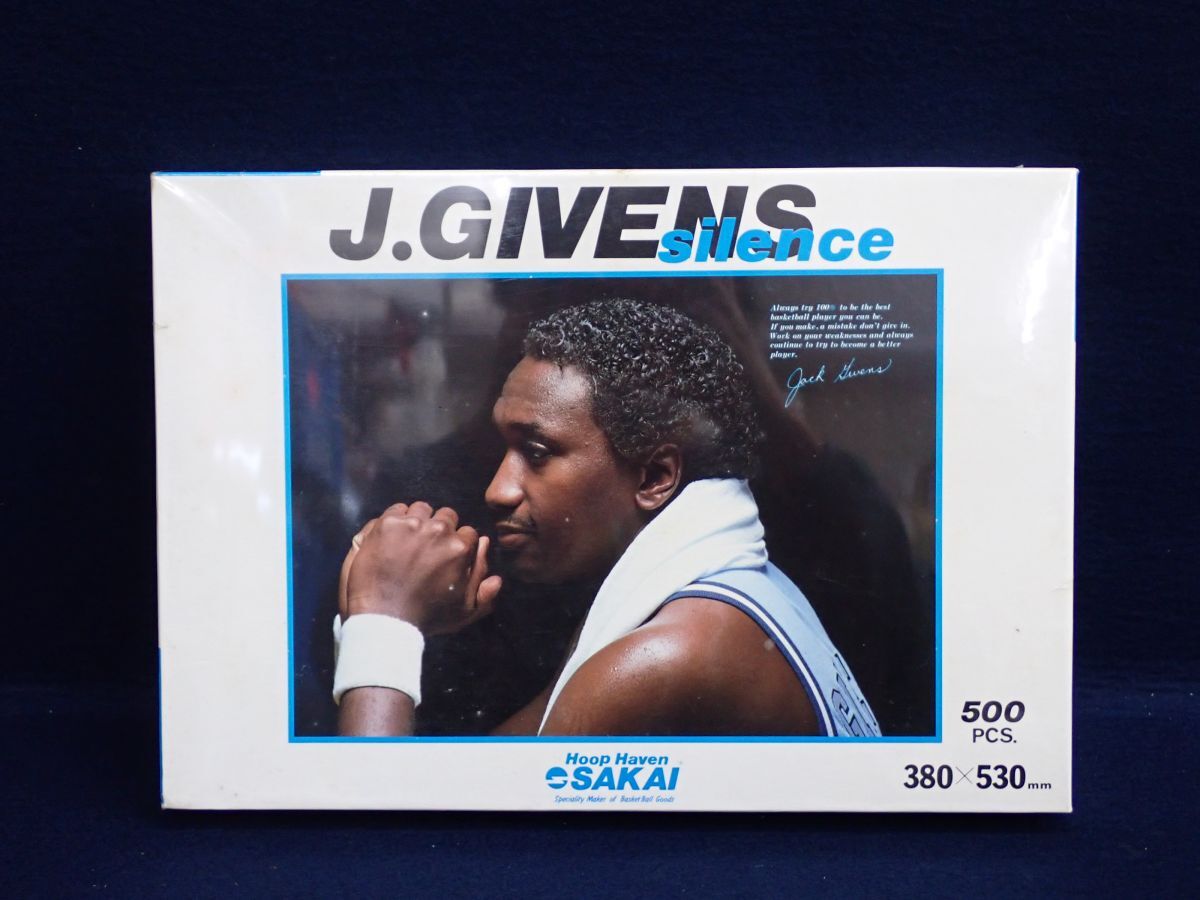 J.GIVENS
silence
Always try 100% to be the best
basketball player you can be.
If you make, a mistake don't give in.
Work on your weaknesses and always
continue to try to become a better
player.
Jack Givens
500
PCS.
Hoop Haven
SAKAI
Speciality Maker of BasketBall Goods
380×530mm